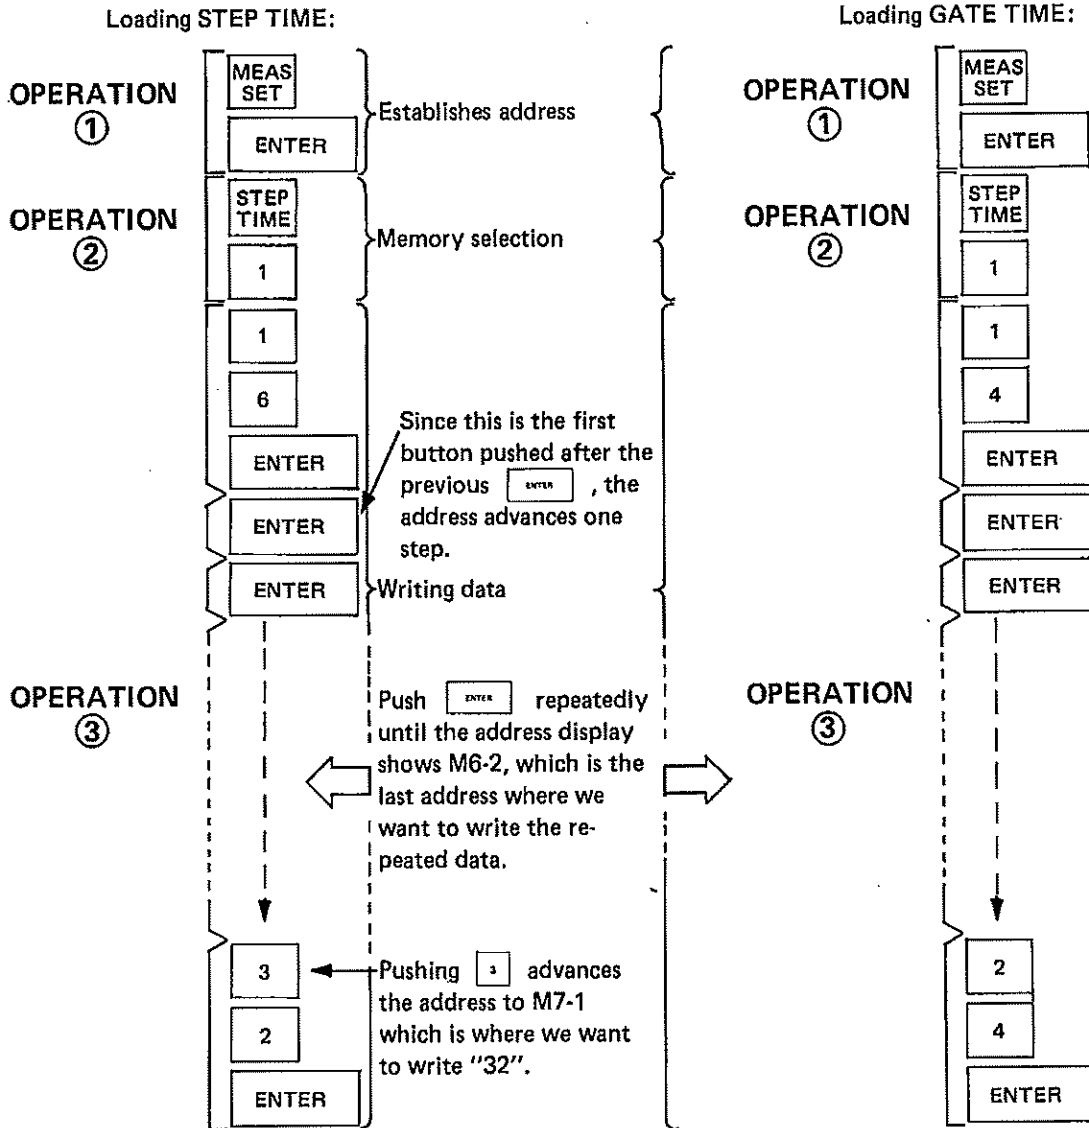 Loading STEP TIME:
OPERATION
①
MEAS
SET
ENTER
Establishes address
OPERATION
②
STEP
TIME
1
Memory selection
1
6
ENTER
ENTER
ENTER
Since this is the first
button pushed after the
previous ENTER , the
address advances one
step.
Writing data
OPERATION
③
Push ENTER repeatedly
until the address display
shows M6-2, which is the
last address where we
want to write the re-
peated data.
3
2
ENTER
Pushing 3 advances
the address to M7-1
which is where we want
to write "32".
Loading GATE TIME:
OPERATION
①
MEAS
SET
ENTER
OPERATION
②
STEP
TIME
1
1
4
ENTER
ENTER
ENTER
OPERATION
③
2
4
ENTER